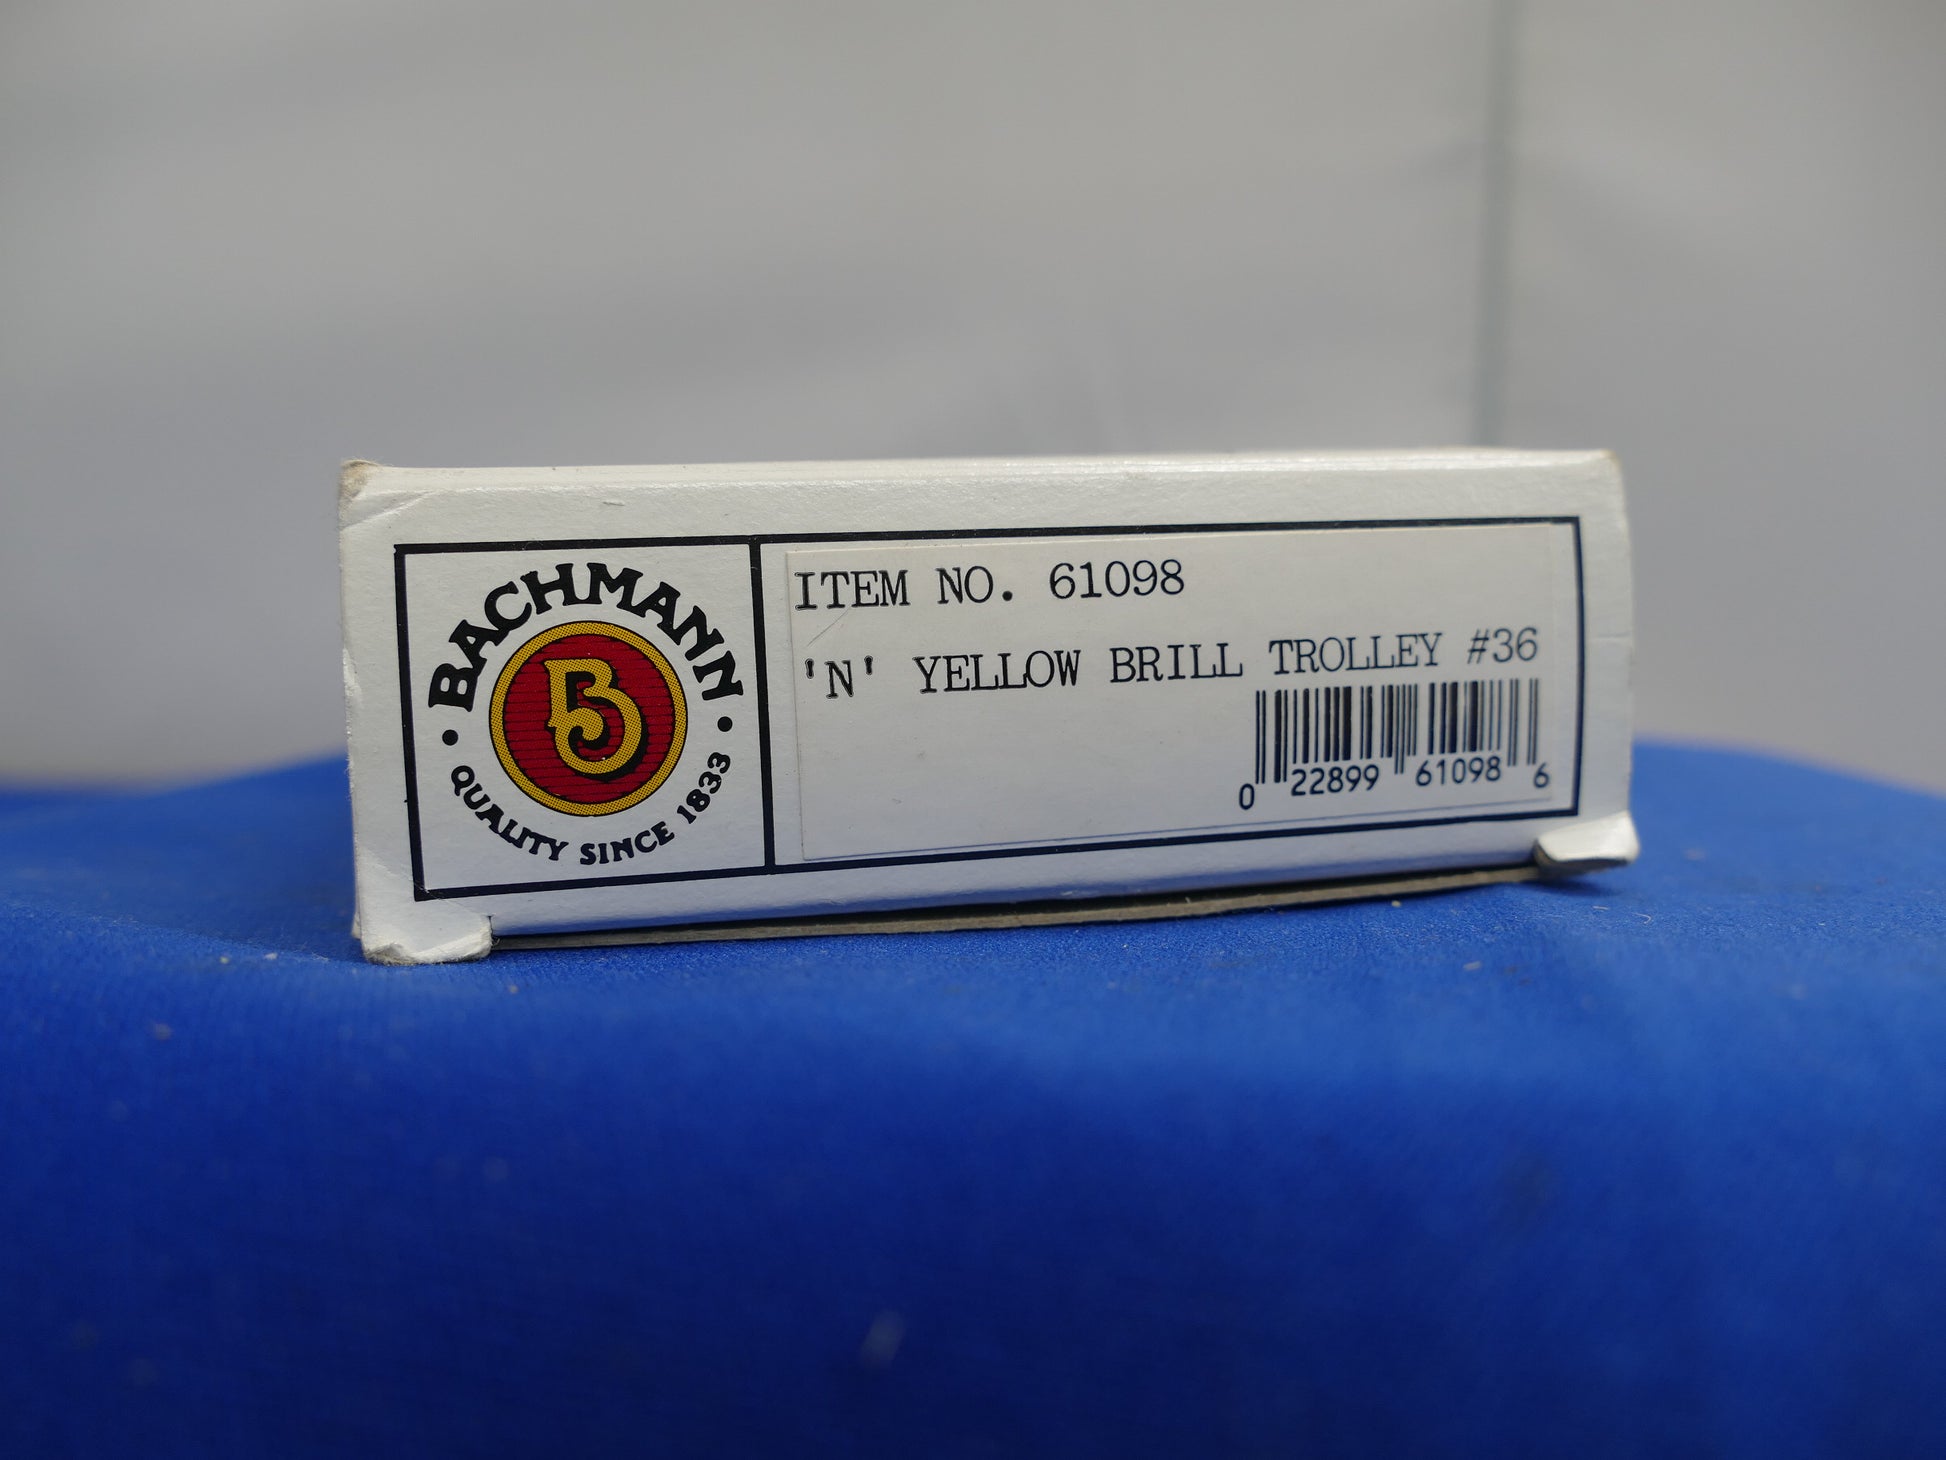 BACHMANN
B
• QUALITY SINCE 1833 •
ITEM NO. 61098
'N' YELLOW BRILL TROLLEY #36
0 22899 61098 6